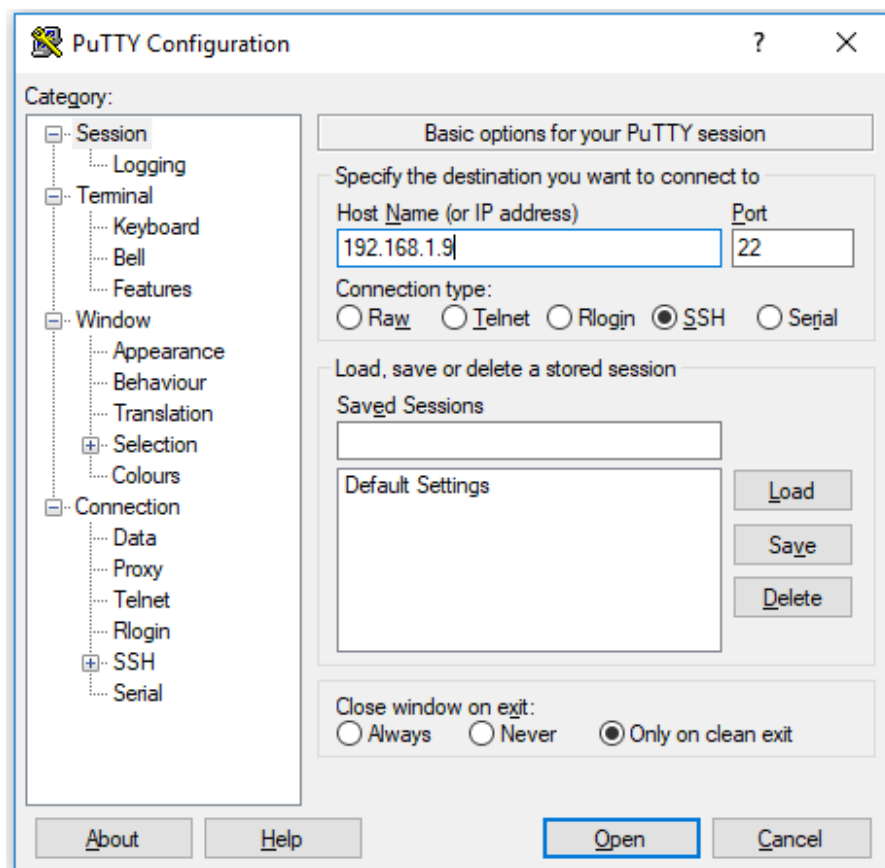 PuTTY Configuration
?
Category:
Session
Logging
Terminal
Keyboard
Bell
Features
Window
Appearance
Behaviour
Translation
Selection
Colours
Connection
Data
Proxy
Telnet
Rlogin
SSH
Serial
Basic options for your PuTTY session
Specify the destination you want to connect to
Host Name (or IP address) Port
192.168.1.9 22
Connection type:
Raw Telnet Rlogin SSH Serial
Load, save or delete a stored session
Saved Sessions
Default Settings
Load
Save
Delete
Close window on exit:
Always Never Only on clean exit
About Help Open Cancel